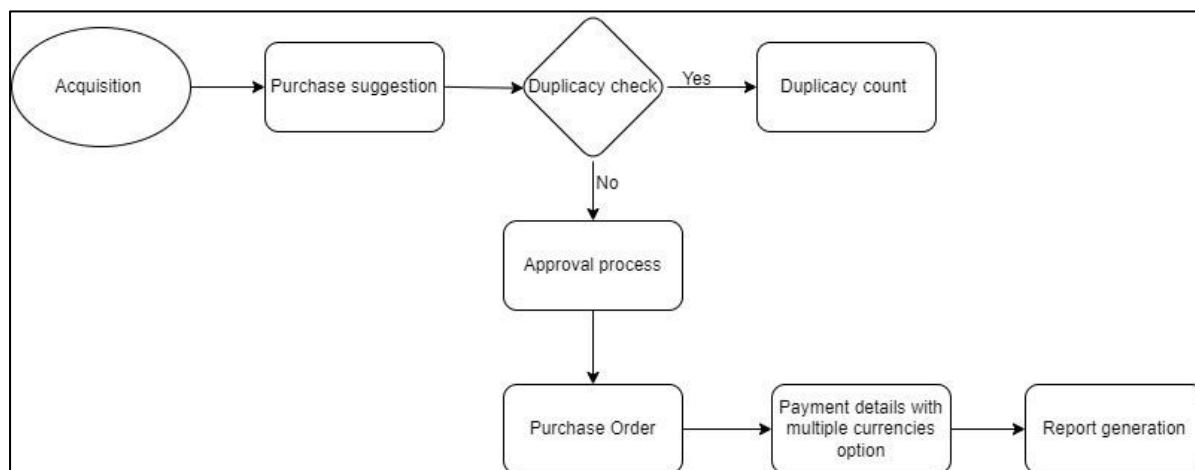 Acquisition
Purchase suggestion
Duplicacy check
Yes
Duplicacy count
No
Approval process
Purchase Order
Payment details with
multiple currencies
option
Report generation